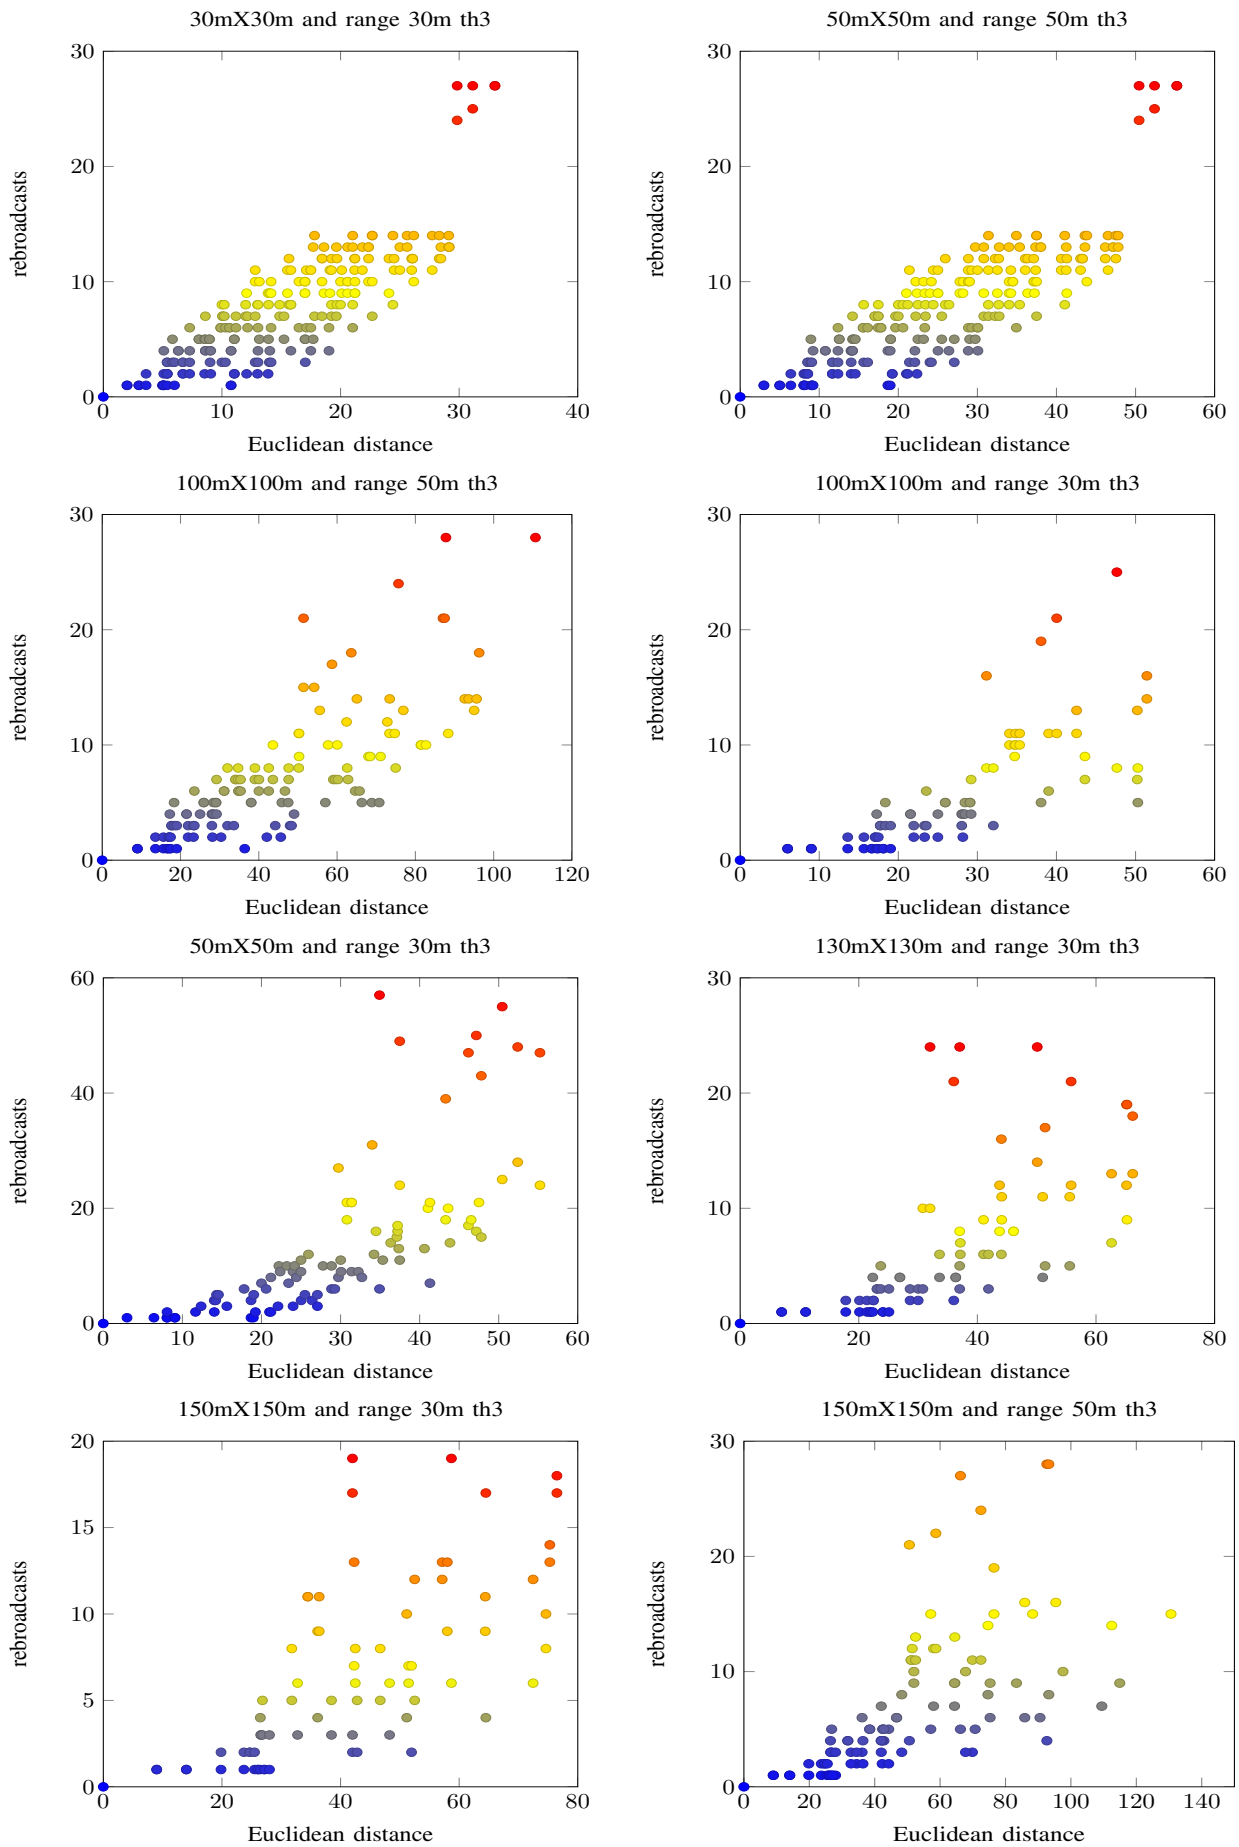 30mX30m and range 30m th3
30
20
10
0
rebroadcasts
0 10 20 30 40
Euclidean distance
50mX50m and range 50m th3
30
20
10
0
rebroadcasts
0 10 20 30 40 50 60
Euclidean distance
100mX100m and range 50m th3
30
20
10
0
rebroadcasts
0 20 40 60 80 100 120
Euclidean distance
100mX100m and range 30m th3
30
20
10
0
rebroadcasts
0 10 20 30 40 50 60
Euclidean distance
50mX50m and range 30m th3
60
40
20
0
rebroadcasts
0 10 20 30 40 50 60
Euclidean distance
130mX130m and range 30m th3
30
20
10
0
rebroadcasts
0 20 40 60 80
Euclidean distance
150mX150m and range 30m th3
20
15
10
5
0
rebroadcasts
0 20 40 60 80
Euclidean distance
150mX150m and range 50m th3
30
20
10
0
rebroadcasts
0 20 40 60 80 100 120 140
Euclidean distance